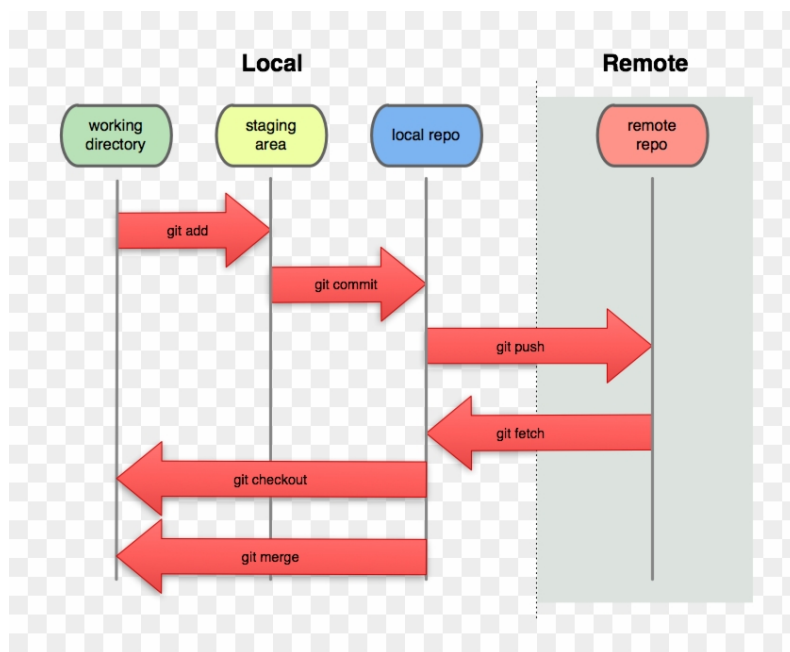 Local
Remote
working
directory
staging
area
local repo
remote
repo
git add
git commit
git push
git fetch
git checkout
git merge